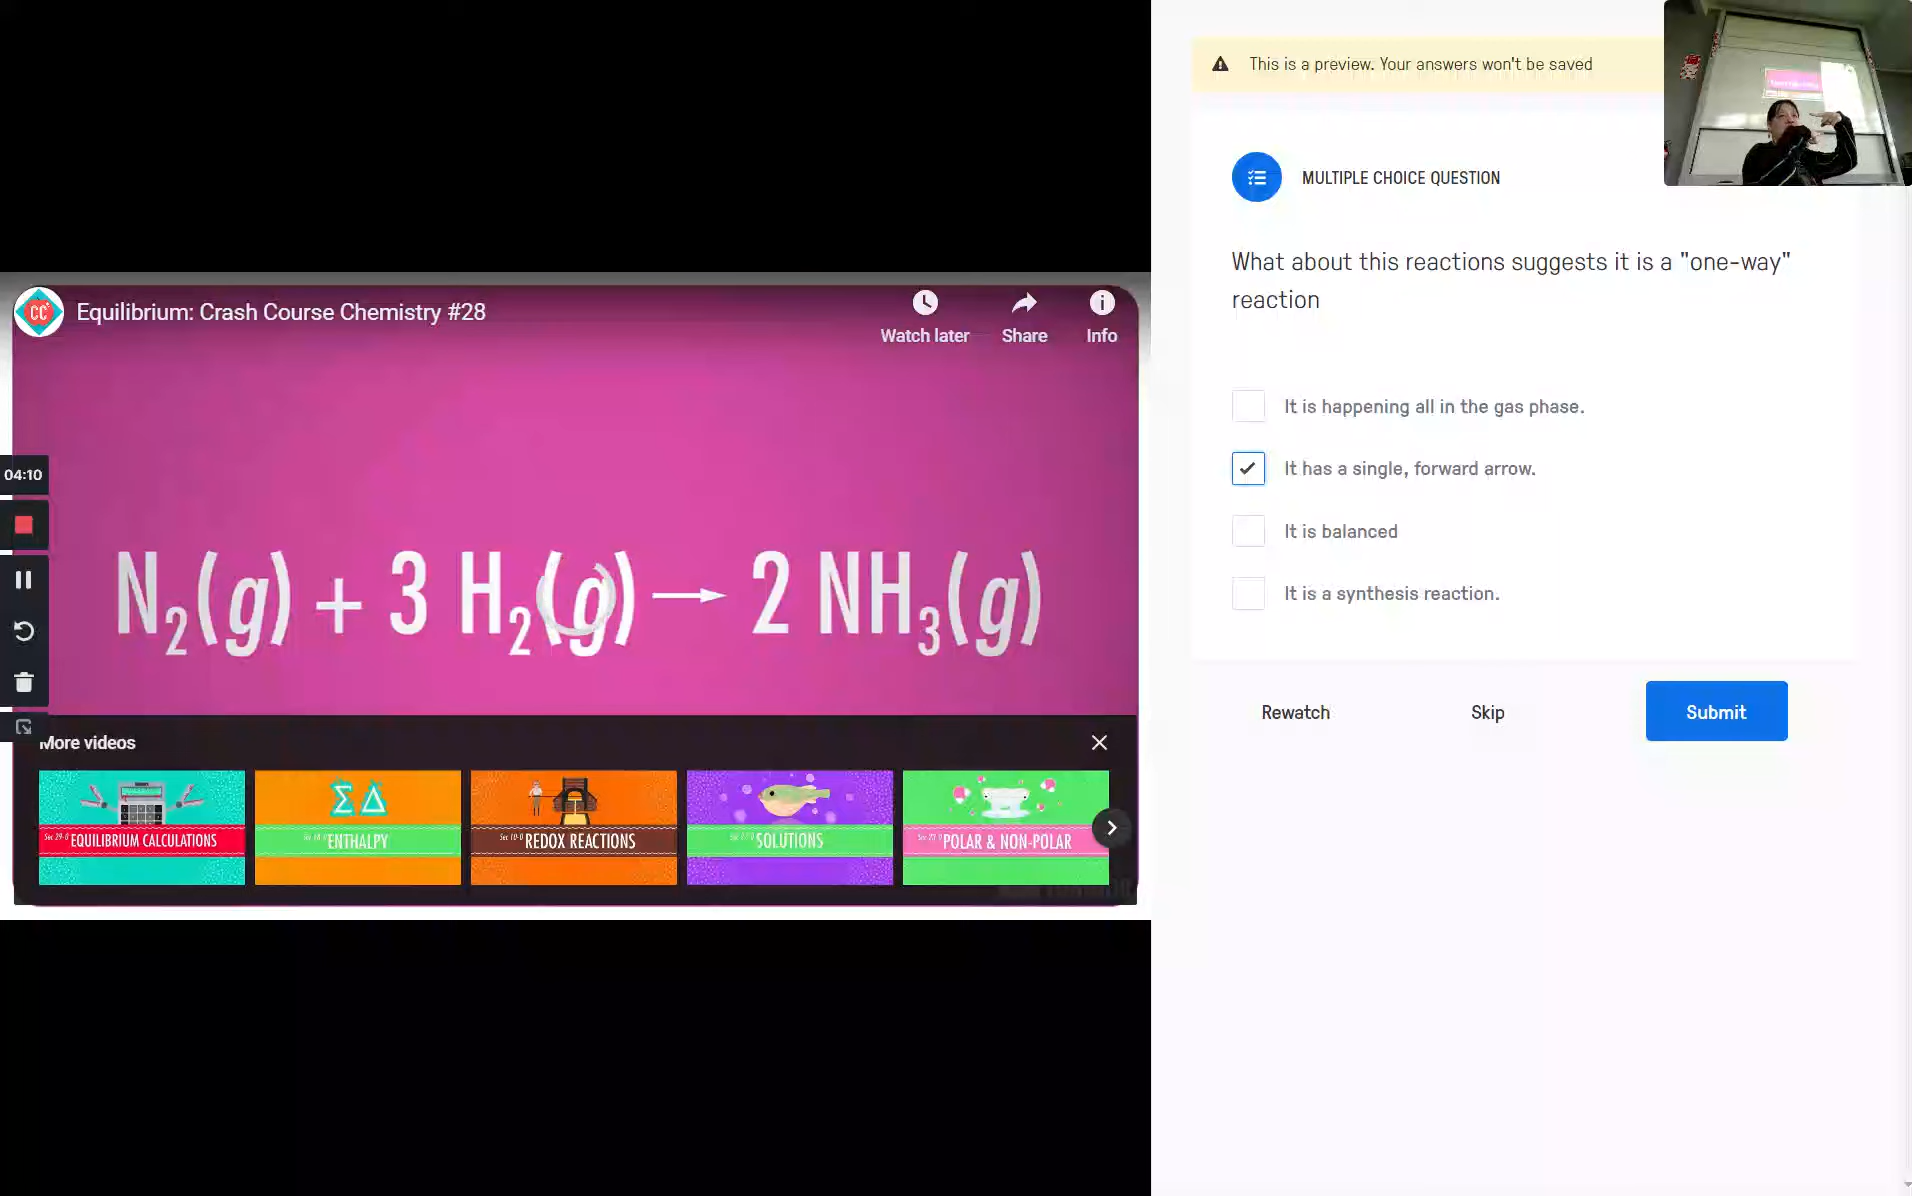 This is a preview. Your answers won't be saved
MULTIPLE CHOICE QUESTION
What about this reactions suggests it is a "one-way"
reaction
It is happening all in the gas phase.
It has a single, forward arrow.
It is balanced
It is a synthesis reaction.
Rewatch
Skip
Submit
CC
Equilibrium: Crash Course Chemistry #28
Watch later
Share
Info
04:10
N₂(g) + 3 H₂(g) → 2 NH₃(g)
More videos
EQUILIBRIUM CALCULATIONS
ΣΔ
ENTHALPY
REDOX REACTIONS
SOLUTIONS
POLAR & NON-POLAR